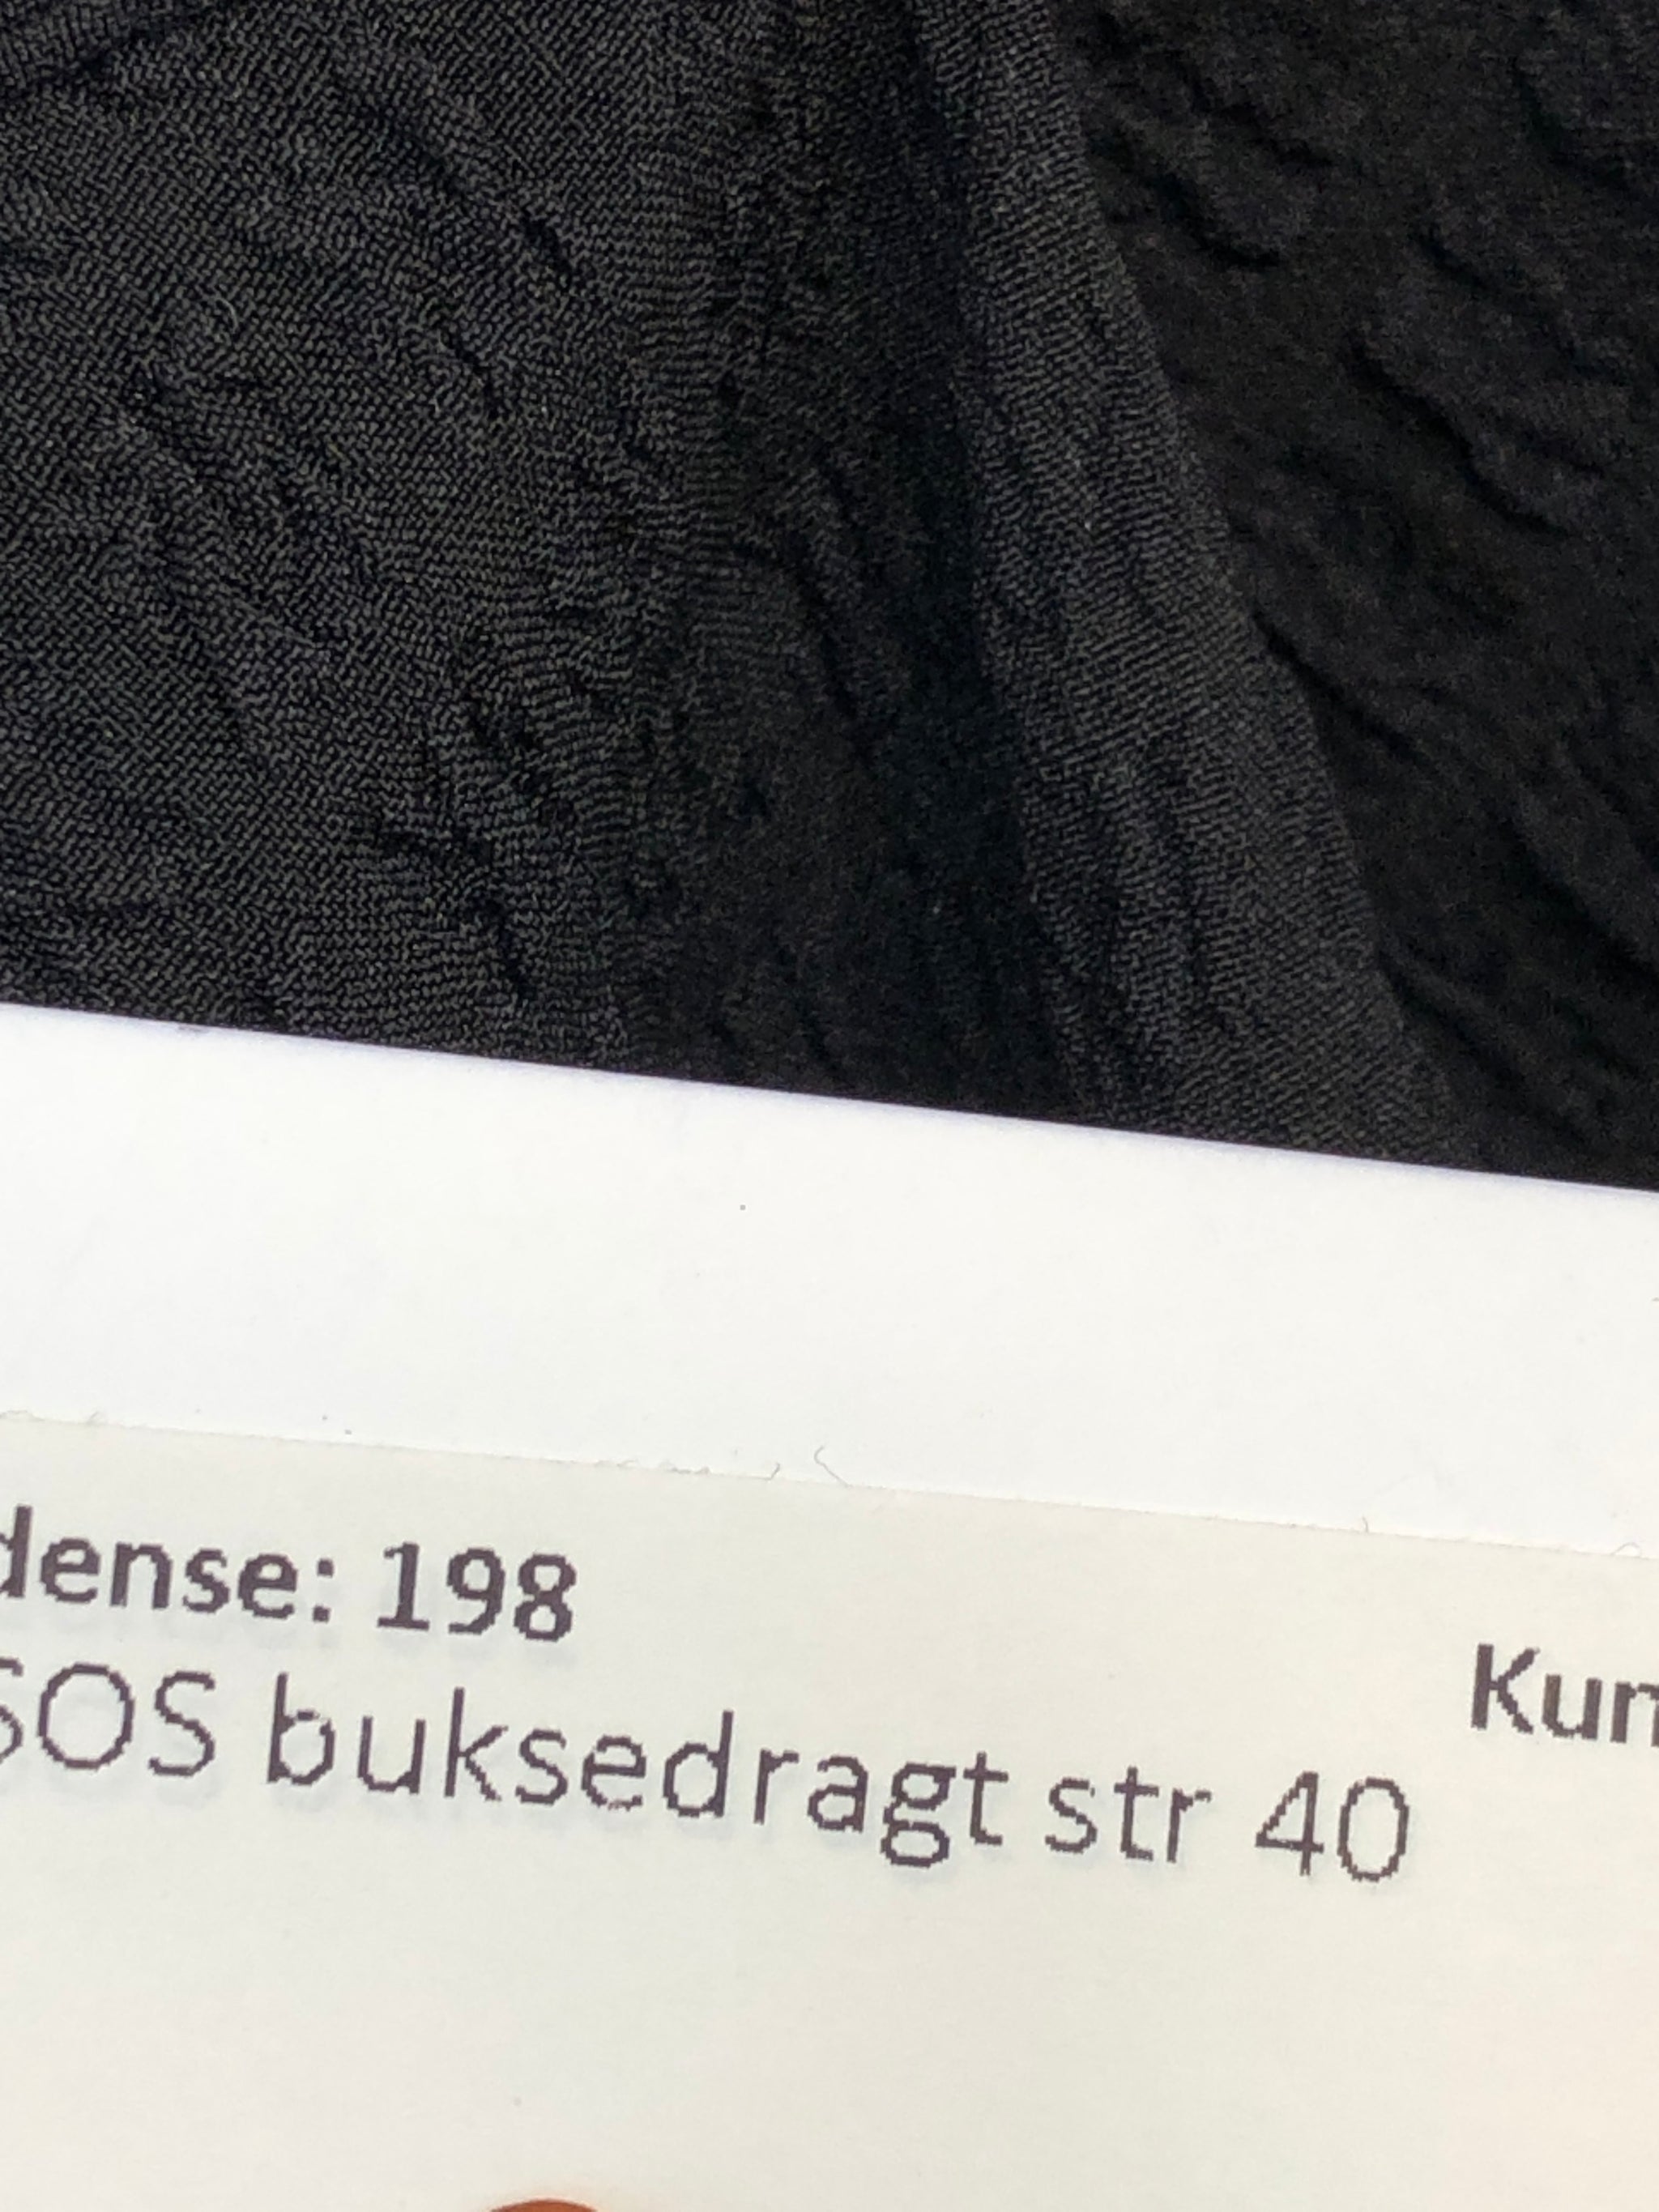 dense: 198
SOS buksedragt str 40
Kun